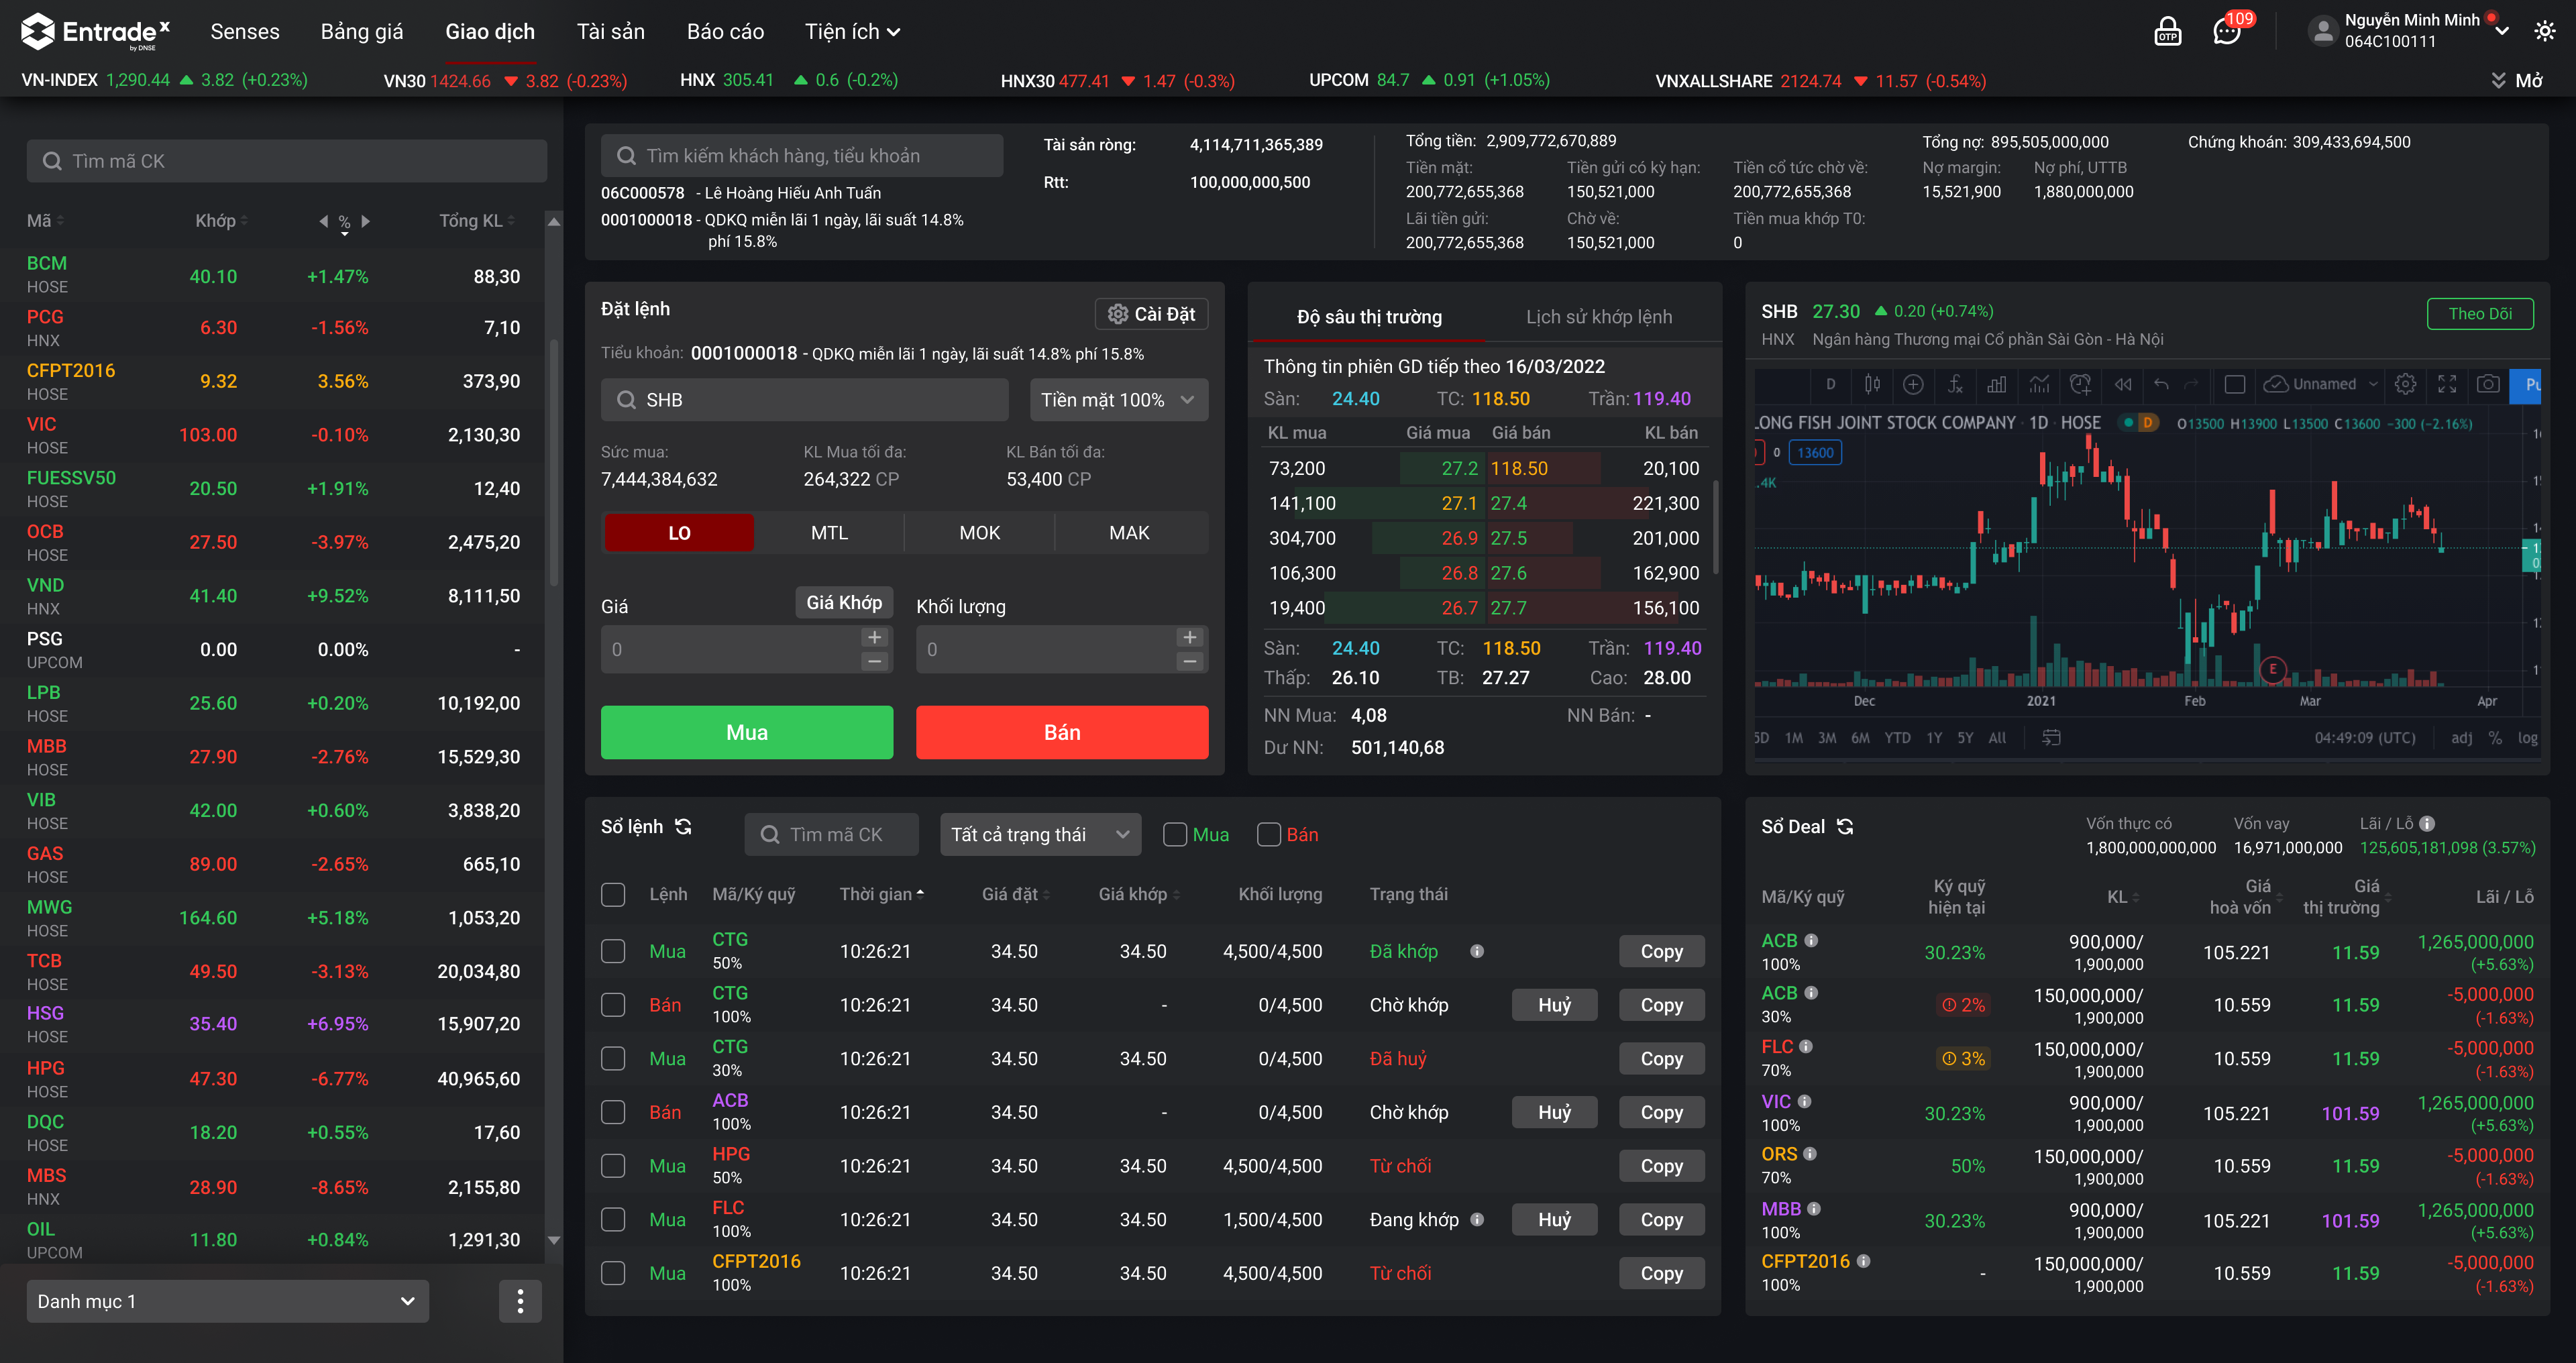 Entrade X
by DNSE
Senses
Bảng giá
Giao dịch
Tài sản
Báo cáo
Tiện ích
OTP
109
Nguyễn Minh Minh
064C100111
VN-INDEX 1,290.44 3.82 (+0.23%)
VN30 1424.66 3.82 (-0.23%)
HNX 305.41 0.6 (-0.2%)
HNX30 477.41 1.47 (-0.3%)
UPCOM 84.7 0.91 (+1.05%)
VNXALLSHARE 2124.74 11.57 (-0.54%)
Mở
Tìm mã CK
Mã Khớp % Tổng KL
BCM 40.10 +1.47% 88,30
HOSE
PCG 6.30 -1.56% 7,10
HNX
CFPT2016 9.32 3.56% 373,90
HOSE
VIC 103.00 -0.10% 2,130,30
HOSE
FUESSV50 20.50 +1.91% 12,40
HOSE
OCB 27.50 -3.97% 2,475,20
HOSE
VND 41.40 +9.52% 8,111,50
HNX
PSG 0.00 0.00% -
UPCOM
LPB 25.60 +0.20% 10,192,00
HOSE
MBB 27.90 -2.76% 15,529,30
HOSE
VIB 42.00 +0.60% 3,838,20
HOSE
GAS 89.00 -2.65% 665,10
HOSE
MWG 164.60 +5.18% 1,053,20
HOSE
TCB 49.50 -3.13% 20,034,80
HOSE
HSG 35.40 +6.95% 15,907,20
HOSE
HPG 47.30 -6.77% 40,965,60
HOSE
DQC 18.20 +0.55% 17,60
HOSE
MBS 28.90 -8.65% 2,155,80
HNX
OIL 11.80 +0.84% 1,291,30
UPCOM
Danh mục 1
Tìm kiếm khách hàng, tiểu khoản
06C000578 - Lê Hoàng Hiếu Anh Tuấn
0001000018 - QDKQ miễn lãi 1 ngày, lãi suất 14.8%
phí 15.8%
Tài sản ròng: 4,114,711,365,389
Rtt: 100,000,000,500
Tổng tiền: 2,909,772,670,889
Tiền mặt: Tiền gửi có kỳ hạn: Tiền cổ tức chờ về:
200,772,655,368 150,521,000 200,772,655,368
Lãi tiền gửi: Chờ về: Tiền mua khớp T0:
200,772,655,368 150,521,000 0
Tổng nợ: 895,505,000,000
Nợ margin: Nợ phí, UTTB
15,521,900 1,880,000,000
Chứng khoán: 309,433,694,500
Đặt lệnh
Cài Đặt
Tiểu khoản: 0001000018 - QDKQ miễn lãi 1 ngày, lãi suất 14.8% phí 15.8%
SHB
Tiền mặt 100%
Sức mua: KL Mua tối đa: KL Bán tối đa:
7,444,384,632 264,322 CP 53,400 CP
LO MTL MOK MAK
Giá Giá Khớp Khối lượng
0 + − 0 + −
Mua Bán
Độ sâu thị trường Lịch sử khớp lệnh
Thông tin phiên GD tiếp theo 16/03/2022
Sàn: 24.40 TC: 118.50 Trần: 119.40
KL mua Giá mua Giá bán KL bán
73,200 27.2 118.50 20,100
141,100 27.1 27.4 221,300
304,700 26.9 27.5 201,000
106,300 26.8 27.6 162,900
19,400 26.7 27.7 156,100
Sàn: 24.40 TC: 118.50 Trần: 119.40
Thấp: 26.10 TB: 27.27 Cao: 28.00
NN Mua: 4,08 NN Bán: -
Dư NN: 501,140,68
SHB 27.30 0.20 (+0.74%)
HNX Ngân hàng Thương mại Cổ phần Sài Gòn - Hà Nội
Theo Dõi
D
Unnamed
Pu
LONG FISH JOINT STOCK COMPANY · 1D · HOSE D O13500 H13900 L13500 C13600 -300 (-2.16%)
0 13600
.4K
E
Dec 2021 Feb Mar Apr
5D 1M 3M 6M YTD 1Y 5Y All
04:49:09 (UTC) adj % log
Sổ lệnh
Tìm mã CK
Tất cả trạng thái
Mua
Bán
Lệnh Mã/Ký quỹ Thời gian Giá đặt Giá khớp Khối lượng Trạng thái
Mua CTG 10:26:21 34.50 34.50 4,500/4,500 Đã khớp Copy
50%
Bán CTG 10:26:21 34.50 - 0/4,500 Chờ khớp Huỷ Copy
100%
Mua CTG 10:26:21 34.50 34.50 0/4,500 Đã huỷ Copy
30%
Bán ACB 10:26:21 34.50 - 0/4,500 Chờ khớp Huỷ Copy
100%
Mua HPG 10:26:21 34.50 34.50 4,500/4,500 Từ chối Copy
50%
Mua FLC 10:26:21 34.50 34.50 1,500/4,500 Đang khớp Huỷ Copy
100%
Mua CFPT2016 10:26:21 34.50 34.50 4,500/4,500 Từ chối Copy
100%
Sổ Deal
Vốn thực có Vốn vay Lãi / Lỗ
1,800,000,000,000 16,971,000,000 125,605,181,098 (3.57%)
Mã/Ký quỹ Ký quỹ hiện tại KL Giá hoà vốn Giá thị trường Lãi / Lỗ
ACB 30.23% 900,000/ 105.221 11.59 1,265,000,000
100% 1,900,000 (+5.63%)
ACB 2% 150,000,000/ 10.559 11.59 -5,000,000
30% 1,900,000 (-1.63%)
FLC 3% 150,000,000/ 10.559 11.59 -5,000,000
70% 1,900,000 (-1.63%)
VIC 30.23% 900,000/ 105.221 101.59 1,265,000,000
100% 1,900,000 (+5.63%)
ORS 50% 150,000,000/ 10.559 11.59 -5,000,000
70% 1,900,000 (-1.63%)
MBB 30.23% 900,000/ 105.221 101.59 1,265,000,000
100% 1,900,000 (+5.63%)
CFPT2016 - 150,000,000/ 10.559 11.59 -5,000,000
100% 1,900,000 (-1.63%)